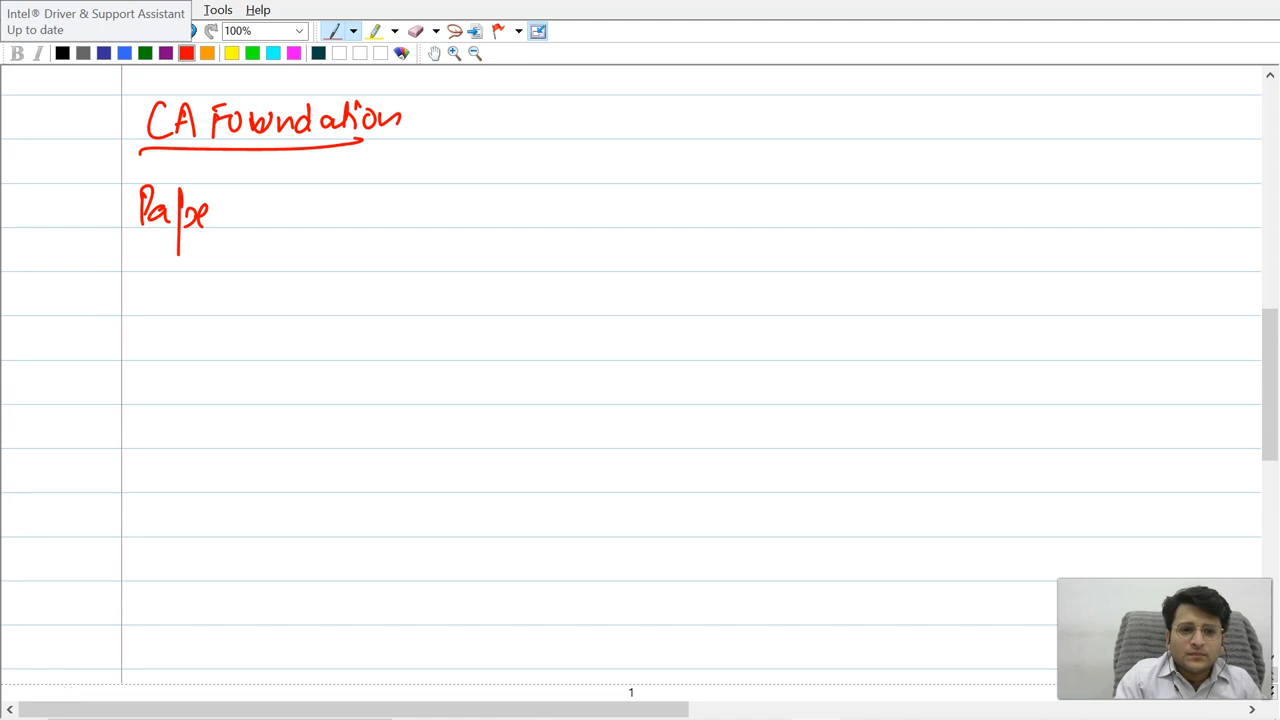 Intel® Driver & Support Assistant
Up to date
Tools Help
100%
B I
CA Foundation
Pape
1